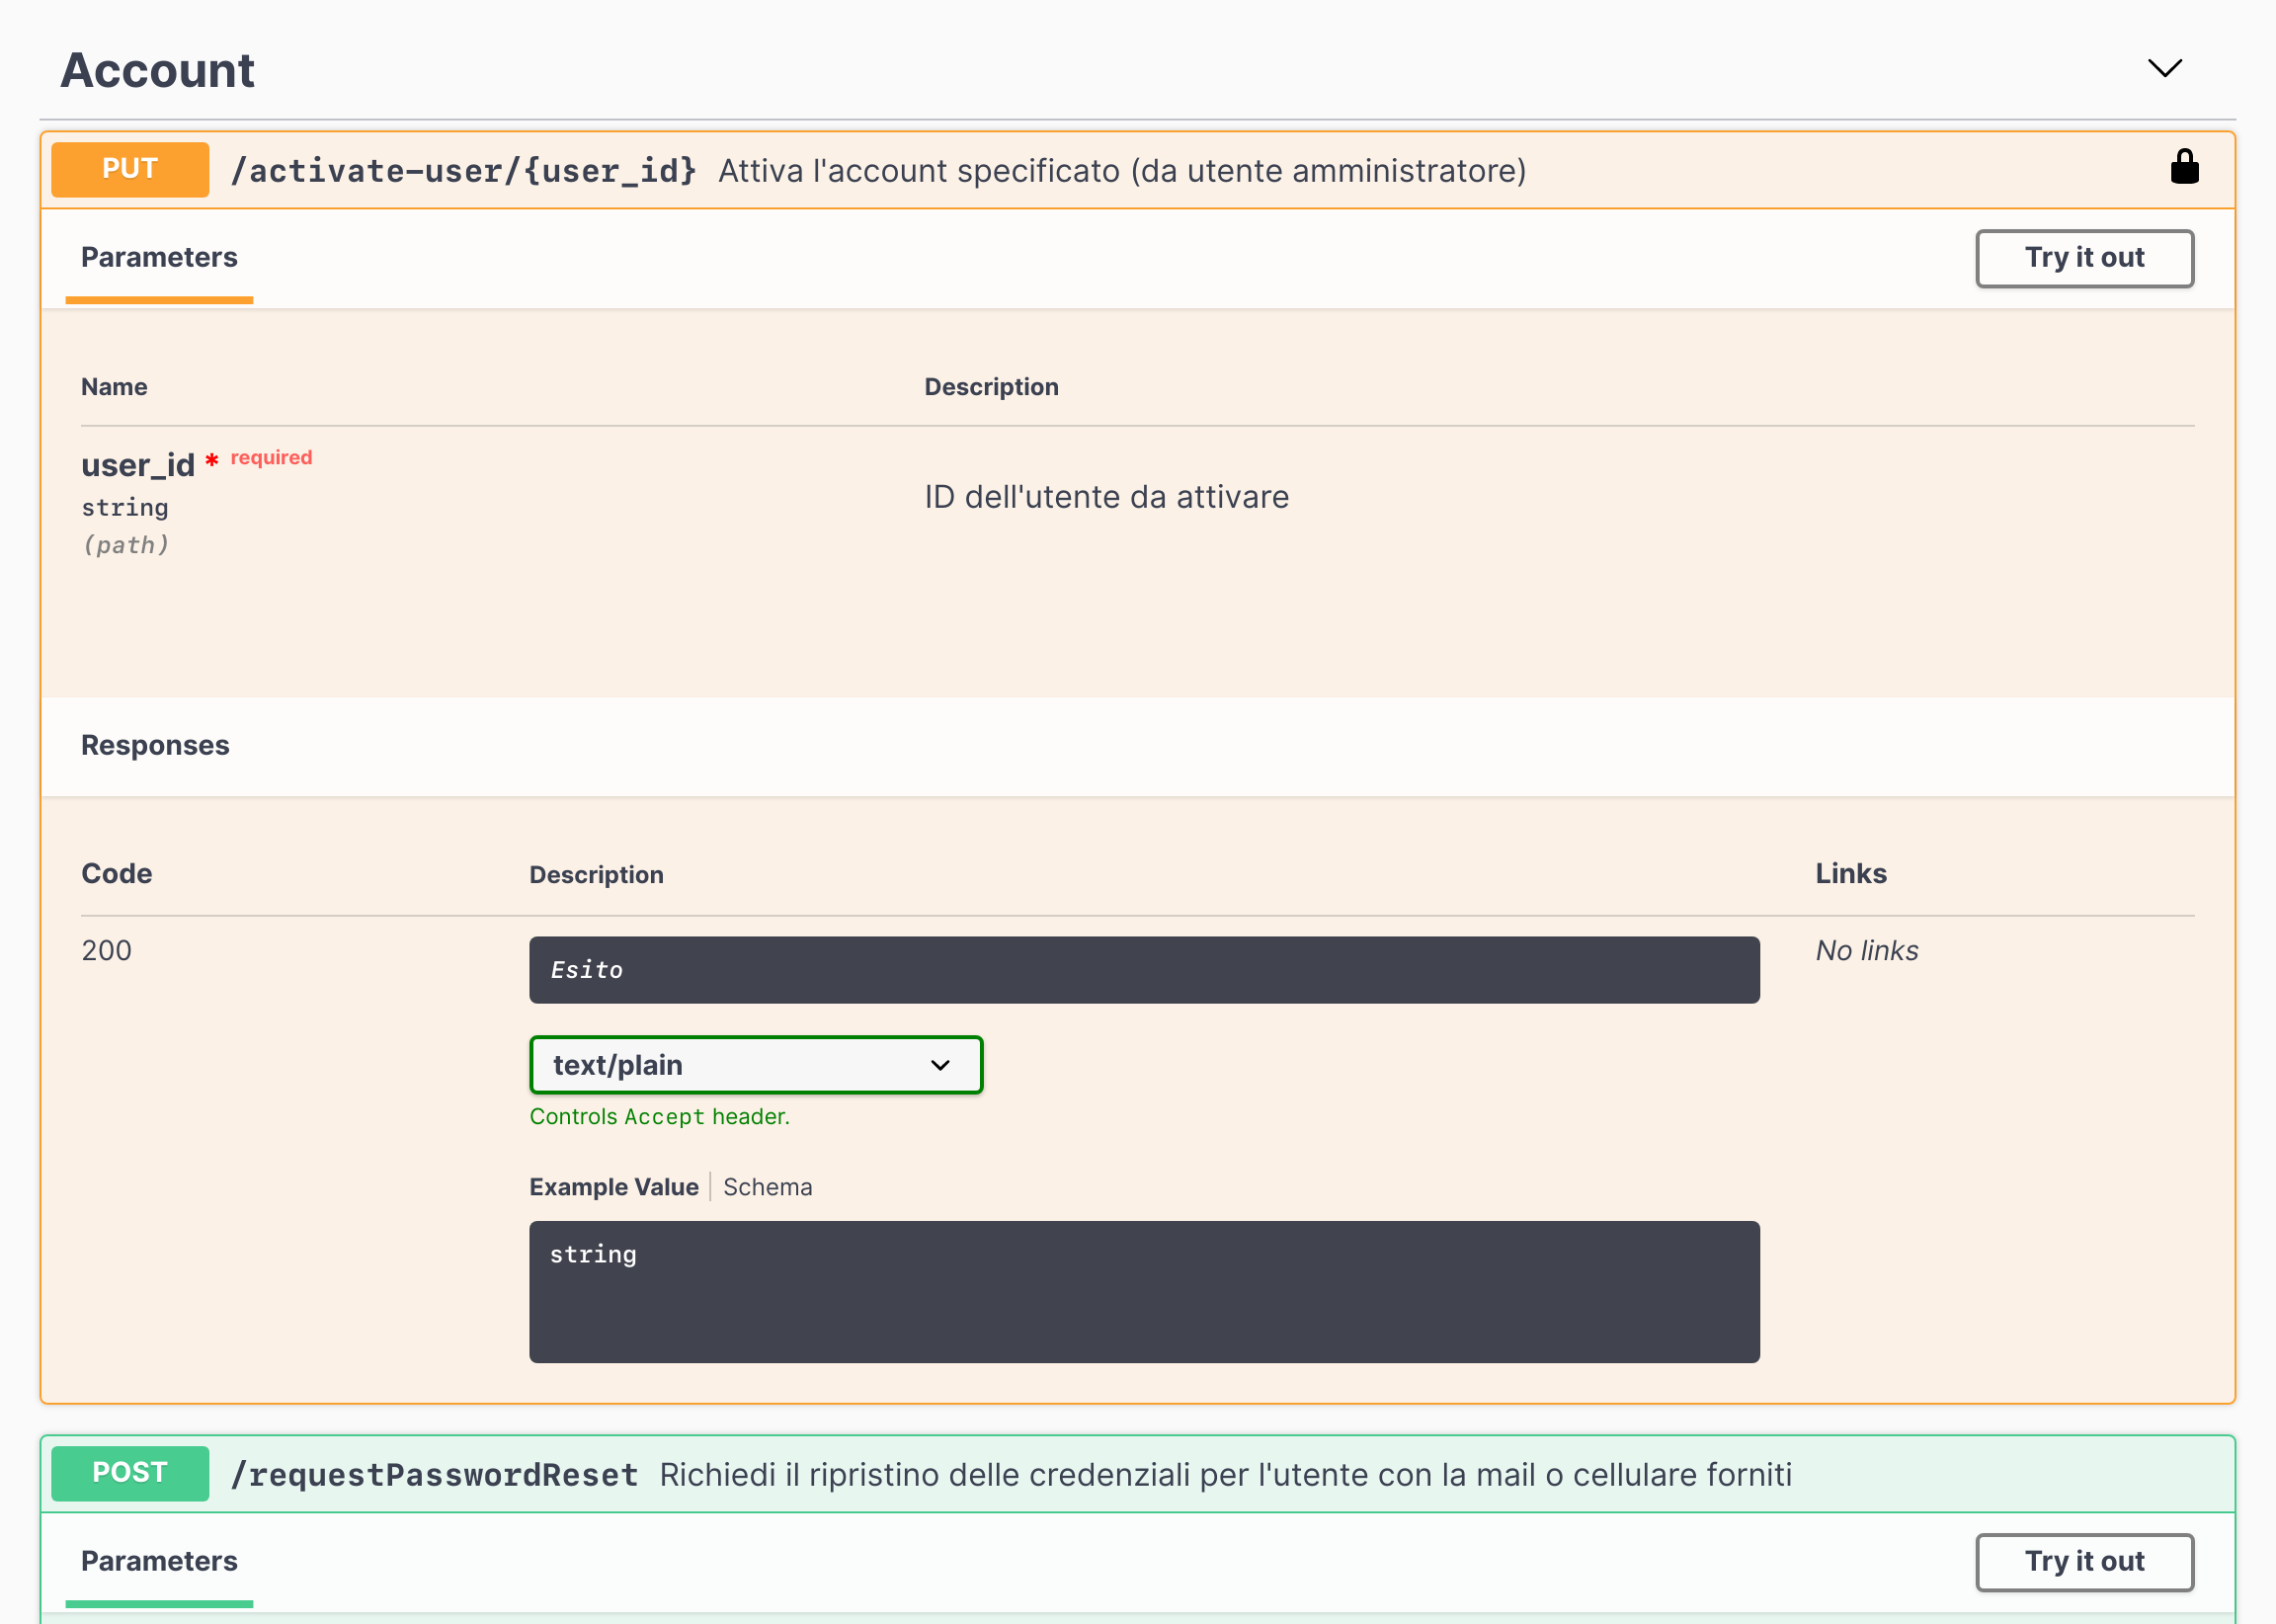 Account
PUT /activate-user/{user_id} Attiva l'account specificato (da utente amministratore)
Parameters Try it out
Name Description
user_id * required
string
(path)
ID dell'utente da attivare
Responses
Code Description Links
200 Esito No links
text/plain
Controls Accept header.
Example Value Schema
string
POST /requestPasswordReset Richiedi il ripristino delle credenziali per l'utente con la mail o cellulare forniti
Parameters Try it out